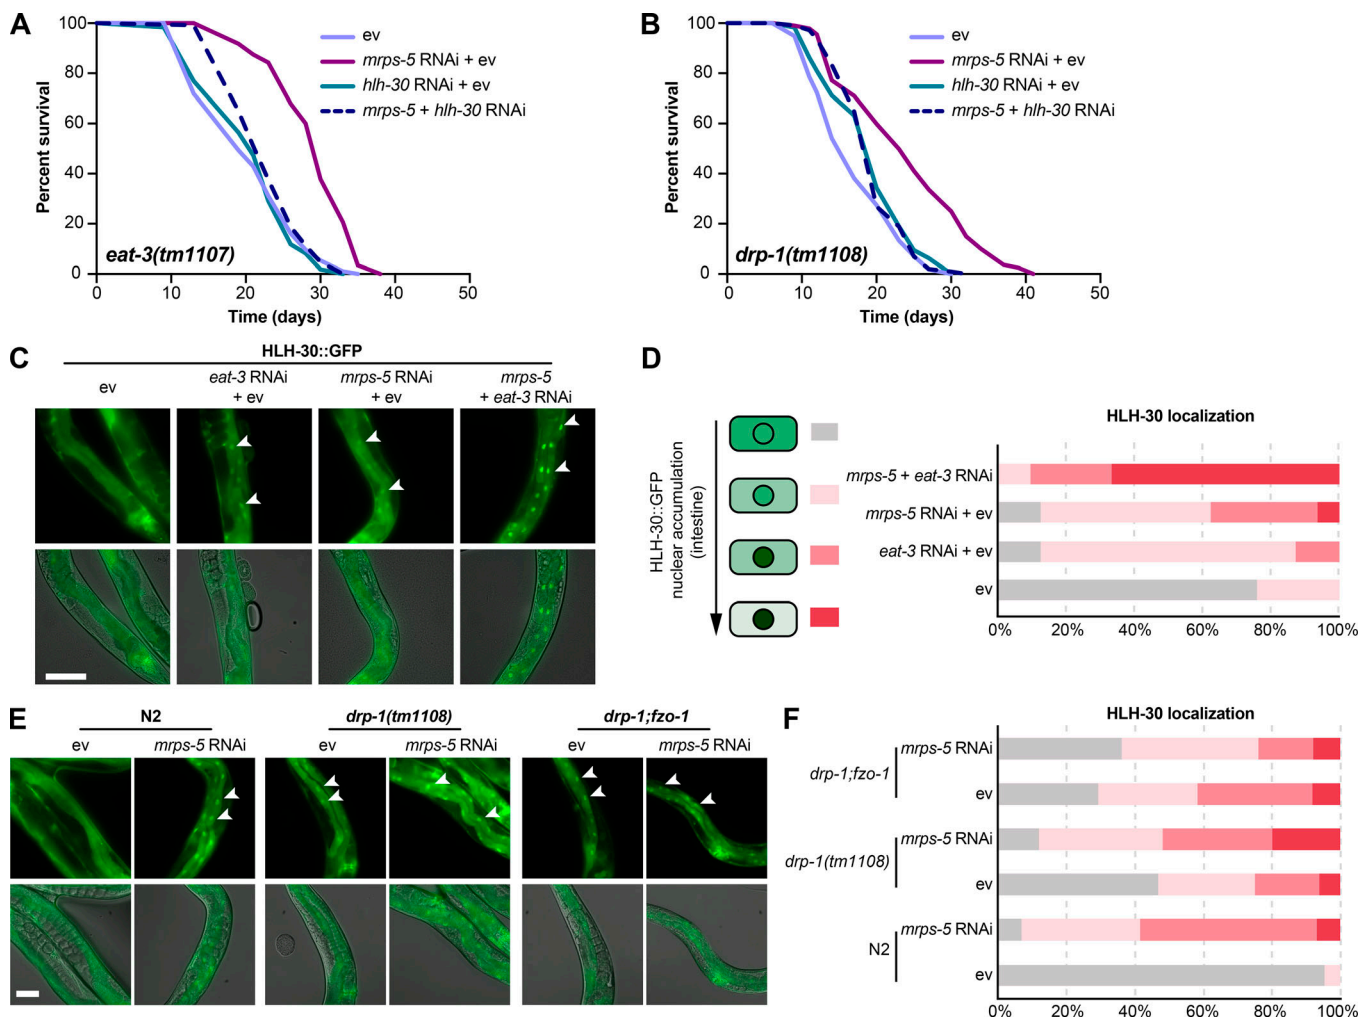 A
100
80
60
40
20
0
Percent survival
ev
mrps-5 RNAi + ev
hlh-30 RNAi + ev
mrps-5 + hlh-30 RNAi
eat-3(tm1107)
0 10 20 30 40 50
Time (days)
B
100
80
60
40
20
0
Percent survival
ev
mrps-5 RNAi + ev
hlh-30 RNAi + ev
mrps-5 + hlh-30 RNAi
drp-1(tm1108)
0 10 20 30 40 50
Time (days)
C
HLH-30::GFP
ev
eat-3 RNAi
+ ev
mrps-5 RNAi
+ ev
mrps-5
+ eat-3 RNAi
D
HLH-30::GFP
nuclear accumulation
(intestine)
HLH-30 localization
mrps-5 + eat-3 RNAi
mrps-5 RNAi + ev
eat-3 RNAi + ev
ev
0% 20% 40% 60% 80% 100%
E
N2
ev mrps-5 RNAi
drp-1(tm1108)
ev mrps-5 RNAi
drp-1;fzo-1
ev mrps-5 RNAi
F
HLH-30 localization
drp-1;fzo-1
mrps-5 RNAi
ev
drp-1(tm1108)
mrps-5 RNAi
ev
N2
mrps-5 RNAi
ev
0% 20% 40% 60% 80% 100%